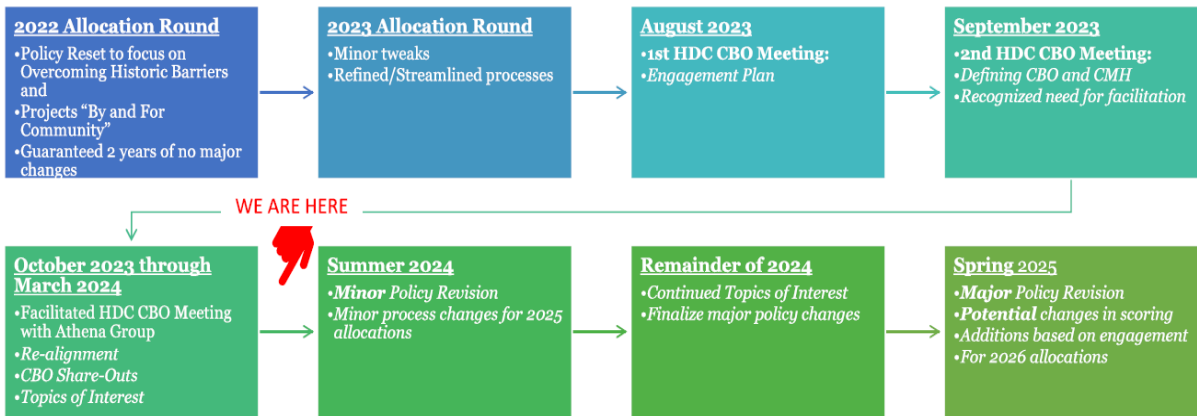 2022 Allocation Round
•Policy Reset to focus on
Overcoming Historic Barriers
and
•Projects “By and For
Community”
•Guaranteed 2 years of no major
changes
2023 Allocation Round
•Minor tweaks
•Refined/Streamlined processes
August 2023
•1st HDC CBO Meeting:
•Engagement Plan
September 2023
•2nd HDC CBO Meeting:
•Defining CBO and CMH
•Recognized need for facilitation
WE ARE HERE
October 2023 through
March 2024
•Facilitated HDC CBO Meeting
with Athena Group
•Re-alignment
•CBO Share-Outs
•Topics of Interest
Summer 2024
•Minor Policy Revision
•Minor process changes for 2025
allocations
Remainder of 2024
•Continued Topics of Interest
•Finalize major policy changes
Spring 2025
•Major Policy Revision
•Potential changes in scoring
•Additions based on engagement
•For 2026 allocations